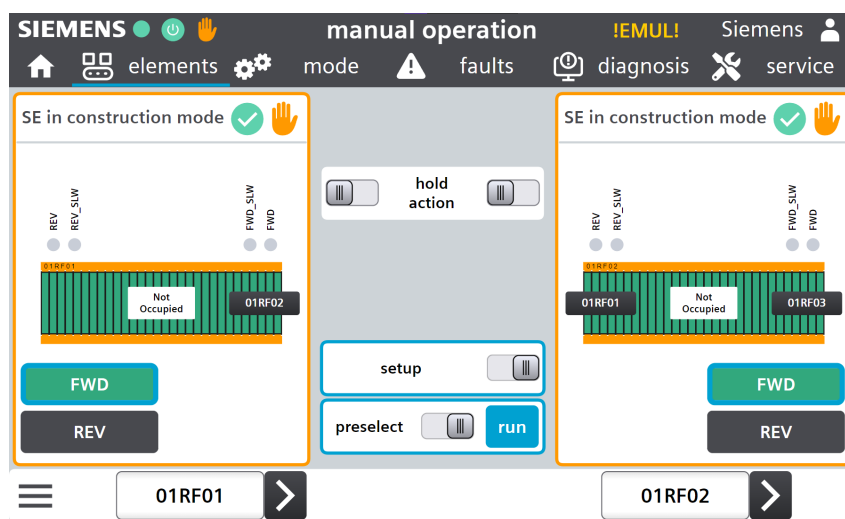 SIEMENS manual operation !EMUL! Siemens
elements mode faults diagnosis service
SE in construction mode
REV
REV_SLW
FWD_SLW
FWD
01RF01
Not
Occupied
01RF02
FWD
REV
01RF01
hold
action
setup
preselect run
SE in construction mode
REV
REV_SLW
FWD_SLW
FWD
01RF02
01RF01
Not
Occupied
01RF03
FWD
REV
01RF02